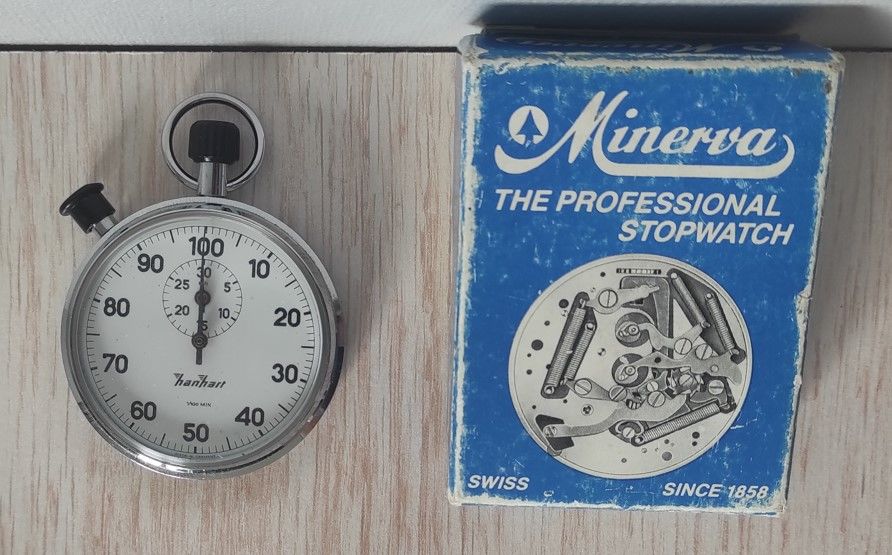 100
10
20
30
40
50
60
70
80
90
30
5
10
15
20
25
hanhart
1/100 MIN
Minerva
THE PROFESSIONAL
STOPWATCH
SWISS
SINCE 1858